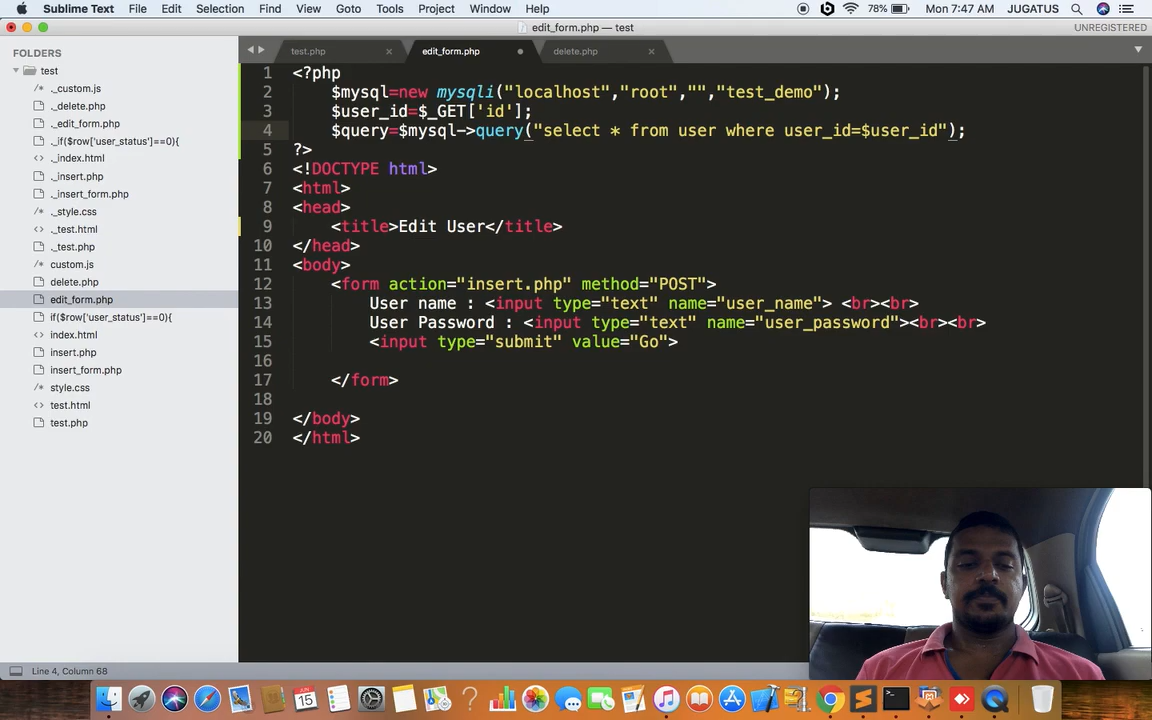 Sublime Text File Edit Selection Find View Goto Tools Project Window Help 78% Mon 7:47 AM JUGATUS
edit_form.php — test UNREGISTERED
FOLDERS
test
._custom.js
._delete.php
._edit_form.php
._if($row['user_status']==0){
._index.html
._insert.php
._insert_form.php
._style.css
._test.html
._test.php
custom.js
delete.php
edit_form.php
if($row['user_status']==0){
index.html
insert.php
insert_form.php
style.css
test.html
test.php
test.php edit_form.php delete.php
1 <?php
2 $mysql=new mysqli("localhost","root","","test_demo");
3 $user_id=$_GET['id'];
4 $query=$mysql->query("select * from user where user_id=$user_id");
5 ?>
6 <!DOCTYPE html>
7 <html>
8 <head>
9 <title>Edit User</title>
10 </head>
11 <body>
12 <form action="insert.php" method="POST">
13 User name : <input type="text" name="user_name"> <br><br>
14 User Password : <input type="text" name="user_password"><br><br>
15 <input type="submit" value="Go">
16
17 </form>
18
19 </body>
20 </html>
Line 4, Column 68
15